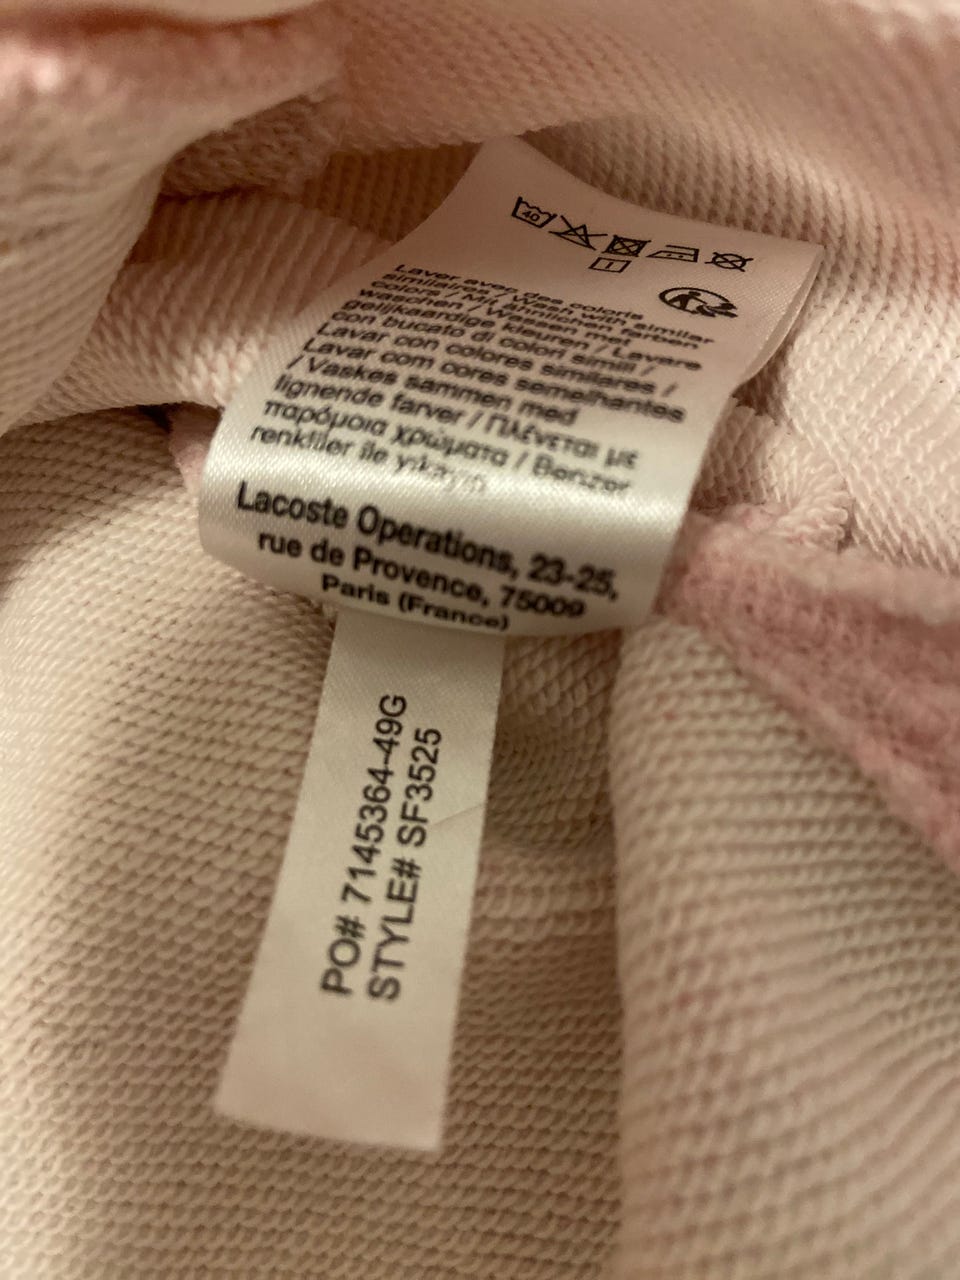 40
Laver avec des coloris
similaires / Wash with similar
colors / Mit ähnlichen farben
waschen / Wassen met
gelijkaardige kleuren / Lavare
con bucato di colori simili /
Lavar con colores similares /
Lavar com cores semelhantes
/ Vaskes sammen med
lignende farver / Πλένεται με
παρόμοια χρώματα / Benzer
renkliler ile yıkayın
Lacoste Operations, 23-25,
rue de Provence, 75009
Paris (France)
PO# 7145364-49G
STYLE# SF3525